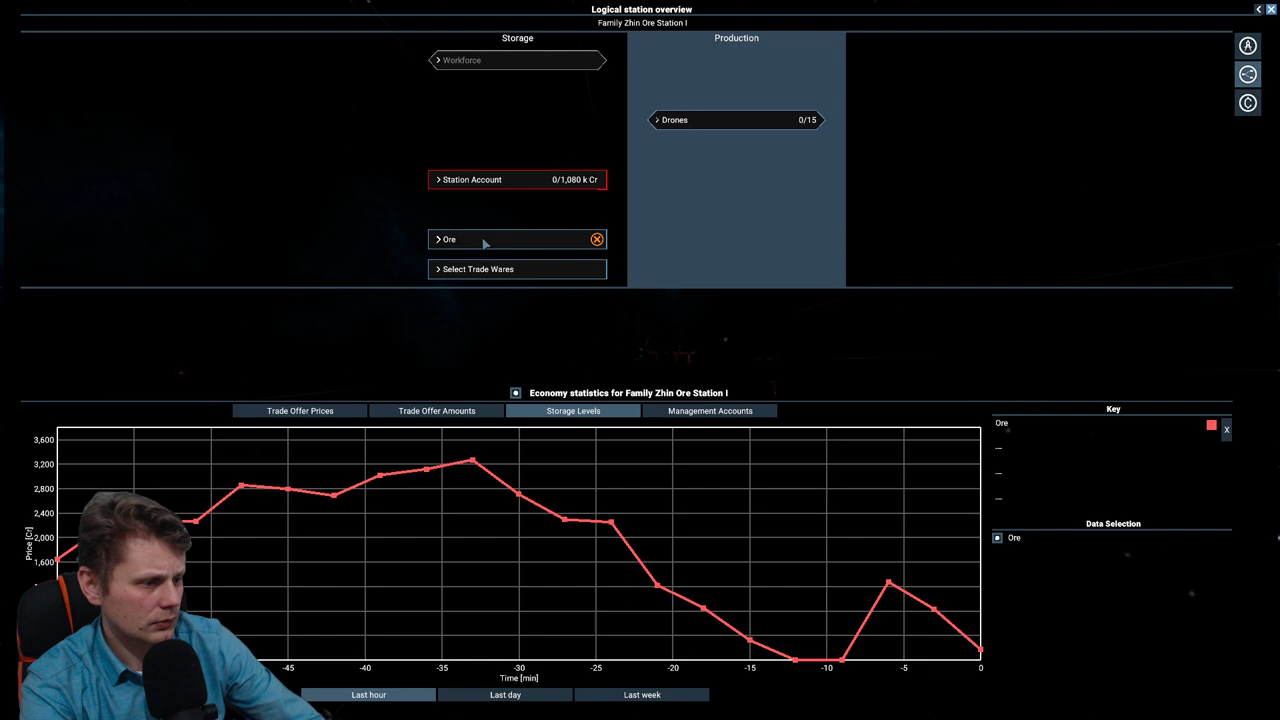 Logical station overview
Family Zhin Ore Station I
Storage
Production
Workforce
Drones 0/15
Station Account 0/1,080 k Cr
Ore
Select Trade Wares
Economy statistics for Family Zhin Ore Station I
Trade Offer Prices
Trade Offer Amounts
Storage Levels
Management Accounts
Key
Ore
X
—
—
—
Data Selection
Ore
3,600
3,200
2,800
2,400
2,000
1,600
Price [Cr]
-45
-40
-35
-30
-25
-20
-15
-10
-5
0
Time [min]
Last hour
Last day
Last week